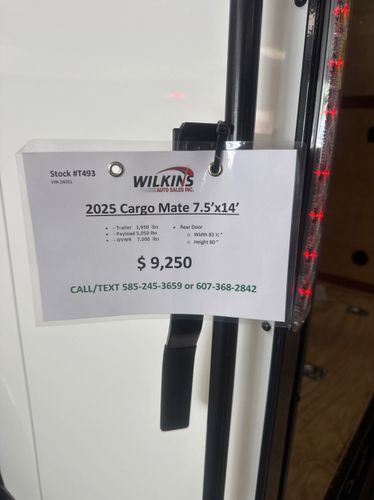 Stock #T493
WILKINS
AUTO SALES INC.
2025 Cargo Mate 7.5'x14'
- Trailer 1,950 lbs
- Payload 5,050 lbs
- GVWR 7,000 lbs
Rear Door
Width 83 ½ "
Height 80 "
$ 9,250
CALL/TEXT 585-245-3659 or 607-368-2842